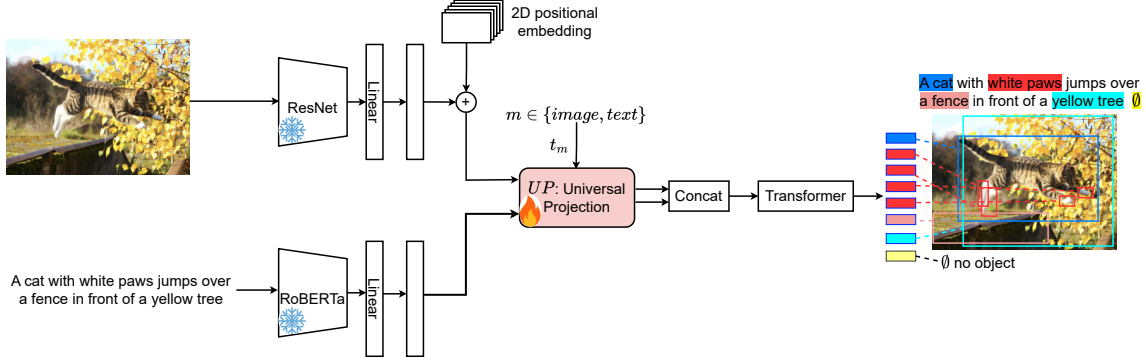 2D positional
embedding
ResNet
Linear
+
m ∈ {image, text}
t_m
UP: Universal
Projection
Concat
Transformer
A cat with white paws jumps over
a fence in front of a yellow tree ∅
∅ no object
A cat with white paws jumps over
a fence in front of a yellow tree
RoBERTa
Linear